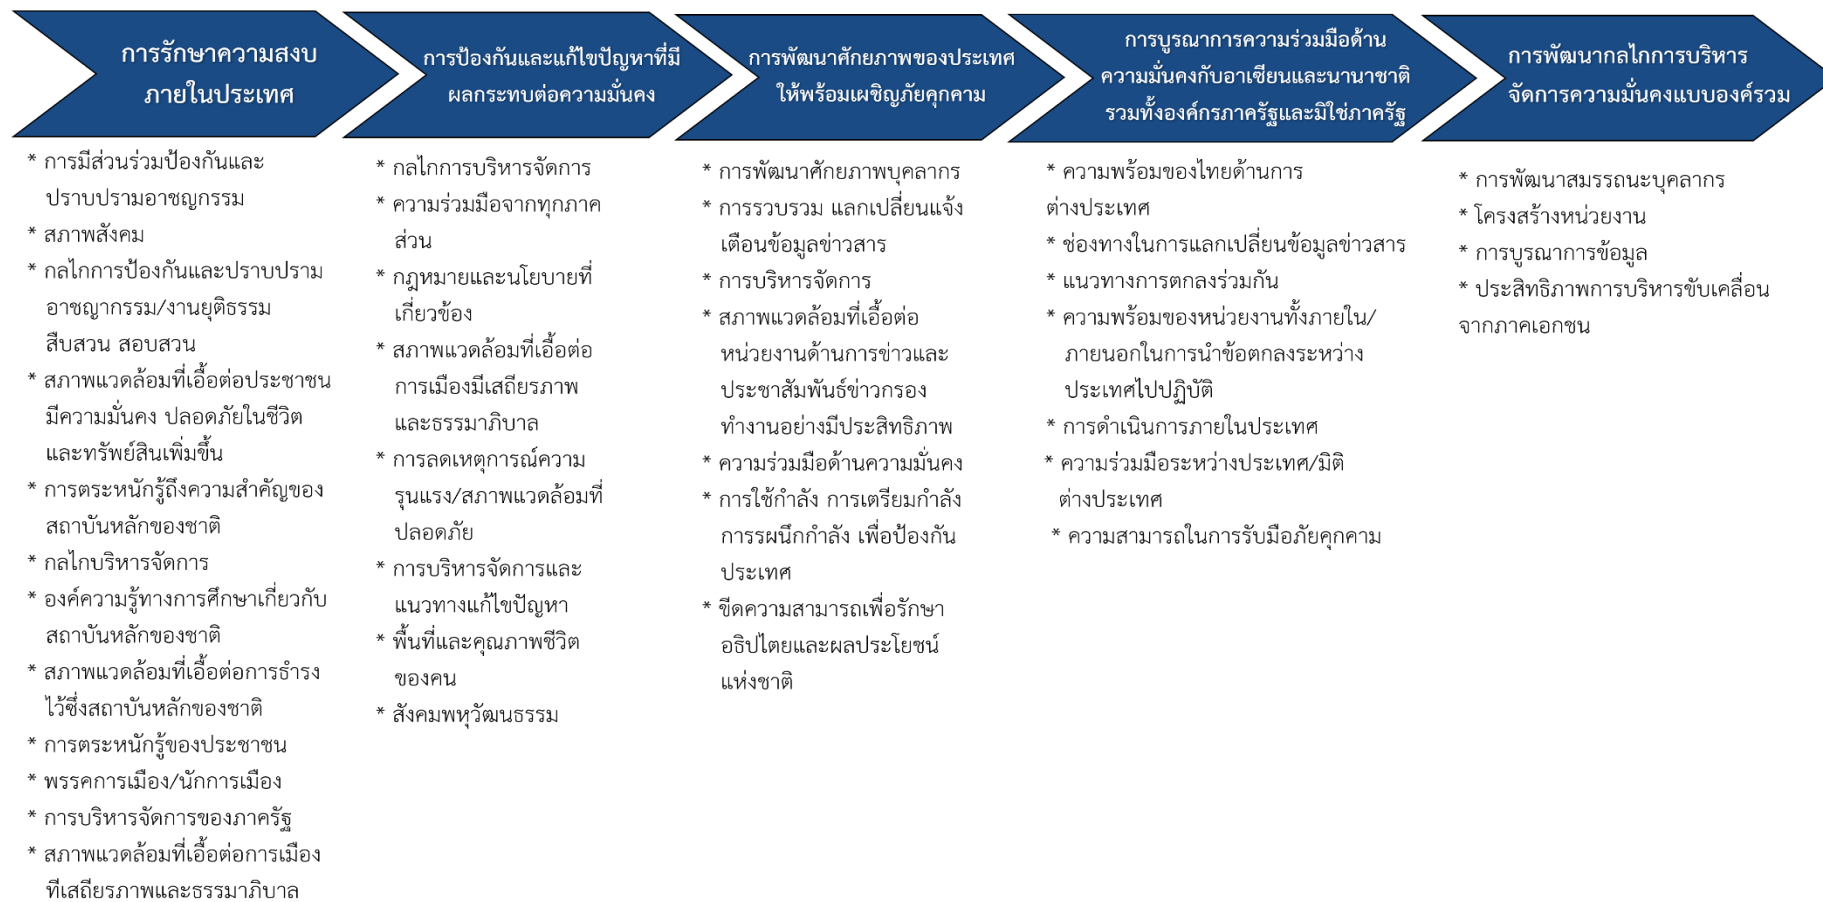 การรักษาความสงบ
ภายในประเทศ
* การมีส่วนร่วมป้องกันและ
ปราบปรามอาชญกรรม
* สภาพสังคม
* กลไกการป้องกันและปราบปราม
อาชญากรรม/งานยุติธรรม
สืบสวน สอบสวน
* สภาพแวดล้อมที่เอื้อต่อประชาชน
มีความมั่นคง ปลอดภัยในชีวิต
และทรัพย์สินเพิ่มขึ้น
* การตระหนักรู้ถึงความสำคัญของ
สถาบันหลักของชาติ
* กลไกบริหารจัดการ
* องค์ความรู้ทางการศึกษาเกี่ยวกับ
สถาบันหลักของชาติ
* สภาพแวดล้อมที่เอื้อต่อการธำรง
ไว้ซึ่งสถาบันหลักของชาติ
* การตระหนักรู้ของประชาชน
* พรรคการเมือง/นักการเมือง
* การบริหารจัดการของภาครัฐ
* สภาพแวดล้อมที่เอื้อต่อการเมือง
ที่เสถียรภาพและธรรมาภิบาล
การป้องกันและแก้ไขปัญหาที่มี
ผลกระทบต่อความมั่นคง
* กลไกการบริหารจัดการ
* ความร่วมมือจากทุกภาค
ส่วน
* กฎหมายและนโยบายที่
เกี่ยวข้อง
* สภาพแวดล้อมที่เอื้อต่อ
การเมืองมีเสถียรภาพ
และธรรมาภิบาล
* การลดเหตุการณ์ความ
รุนแรง/สภาพแวดล้อมที่
ปลอดภัย
* การบริหารจัดการและ
แนวทางแก้ไขปัญหา
* พื้นที่และคุณภาพชีวิต
ของคน
* สังคมพหุวัฒนธรรม
การพัฒนาศักยภาพของประเทศ
ให้พร้อมเผชิญภัยคุกคาม
* การพัฒนาศักยภาพบุคลากร
* การรวบรวม แลกเปลี่ยนแจ้ง
เตือนข้อมูลข่าวสาร
* การบริหารจัดการ
* สภาพแวดล้อมที่เอื้อต่อ
หน่วยงานด้านการข่าวและ
ประชาสัมพันธ์ข่าวกรอง
ทำงานอย่างมีประสิทธิภาพ
* ความร่วมมือด้านความมั่นคง
* การใช้กำลัง การเตรียมกำลัง
การรผนึกกำลัง เพื่อป้องกัน
ประเทศ
* ขีดความสามารถเพื่อรักษา
อธิปไตยและผลประโยชน์
แห่งชาติ
การบูรณาการความร่วมมือด้าน
ความมั่นคงกับอาเซียนและนานาชาติ
รวมทั้งองค์กรภาครัฐและมิใช่ภาครัฐ
* ความพร้อมของไทยด้านการ
ต่างประเทศ
* ช่องทางในการแลกเปลี่ยนข้อมูลข่าวสาร
* แนวทางการตกลงร่วมกัน
* ความพร้อมของหน่วยงานทั้งภายใน/
ภายนอกในการนำข้อตกลงระหว่าง
ประเทศไปปฏิบัติ
* การดำเนินการภายในประเทศ
* ความร่วมมือระหว่างประเทศ/มิติ
ต่างประเทศ
* ความสามารถในการรับมือภัยคุกคาม
การพัฒนากลไกการบริหาร
จัดการความมั่นคงแบบองค์รวม
* การพัฒนาสมรรถนะบุคลากร
* โครงสร้างหน่วยงาน
* การบูรณาการข้อมูล
* ประสิทธิภาพการบริหารขับเคลื่อน
จากภาคเอกชน